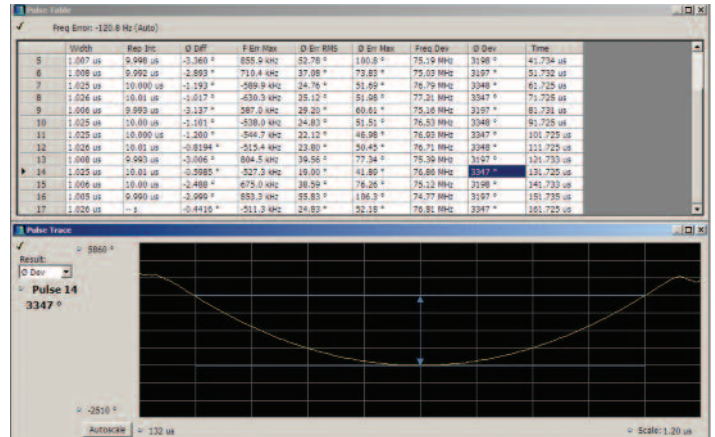 Pulse Table
Freq Error: -120.8 Hz (Auto)
Width Rep Int Ø Diff F Err Max Ø Err RMS Ø Err Max Freq Dev Ø Dev Time
5 1.007 us 9.998 us -3.360 ° 855.9 kHz 52.78 ° 100.8 ° 75.19 MHz 3198 ° 41.734 us
6 1.008 us 9.992 us -2.893 ° 710.4 kHz 37.08 ° 73.83 ° 75.03 MHz 3197 ° 51.732 us
7 1.025 us 10.000 us -1.193 ° -589.9 kHz 24.76 ° 51.69 ° 76.79 MHz 3348 ° 61.725 us
8 1.026 us 10.01 us -1.017 ° -630.3 kHz 25.12 ° 51.98 ° 77.21 MHz 3347 ° 71.725 us
9 1.006 us 9.993 us -3.137 ° 587.0 kHz 29.20 ° 60.61 ° 75.16 MHz 3197 ° 81.731 us
10 1.025 us 10.00 us -1.101 ° -538.0 kHz 24.83 ° 51.51 ° 76.53 MHz 3348 ° 91.725 us
11 1.025 us 10.000 us -1.200 ° -544.7 kHz 22.12 ° 46.98 ° 76.93 MHz 3347 ° 101.725 us
12 1.026 us 10.01 us -0.8194 ° -515.4 kHz 23.80 ° 50.45 ° 76.71 MHz 3348 ° 111.725 us
13 1.008 us 9.993 us -3.006 ° 804.5 kHz 39.56 ° 77.34 ° 75.39 MHz 3197 ° 121.733 us
14 1.025 us 10.01 us -0.5985 ° -527.3 kHz 19.00 ° 41.89 ° 76.86 MHz 3347 ° 131.725 us
15 1.006 us 10.00 us -2.488 ° 675.0 kHz 38.59 ° 76.26 ° 75.12 MHz 3198 ° 141.733 us
16 1.005 us 9.990 us -2.999 ° 853.3 kHz 55.83 ° 106.3 ° 74.77 MHz 3197 ° 151.735 us
17 1.026 us -- s -0.4416 ° -511.3 kHz 24.83 ° 52.18 ° 76.81 MHz 3347 ° 161.725 us
Pulse Trace
5860 °
Result:
Ø Dev
Pulse 14
3347 °
-2510 °
Autoscale 132 us Scale: 1.20 us